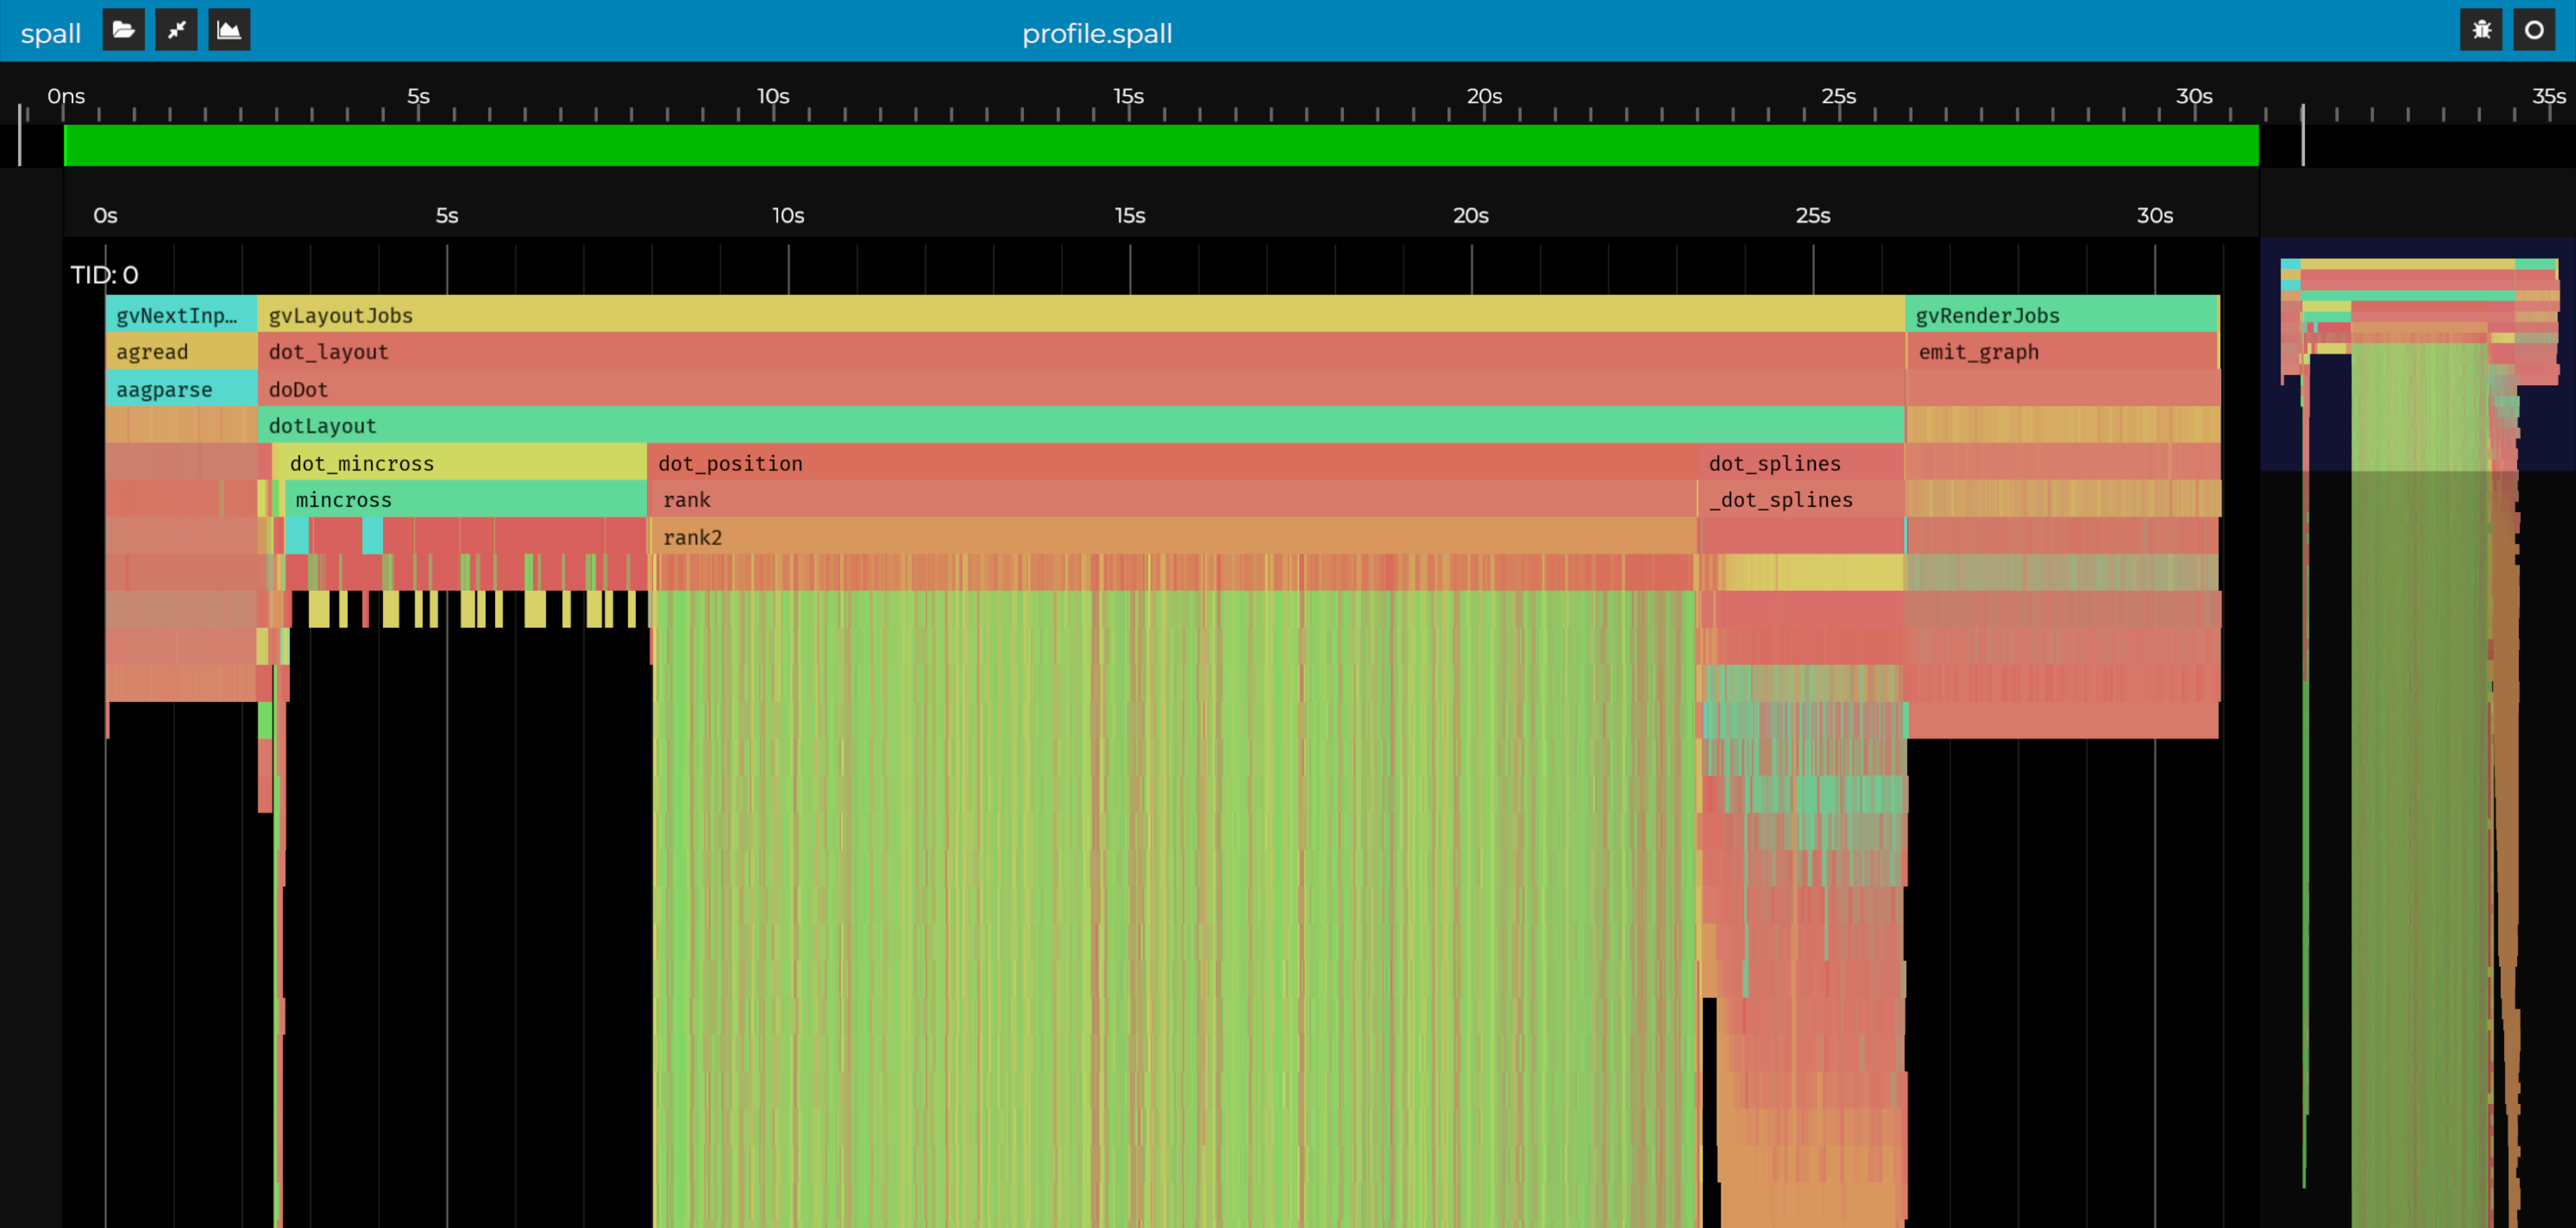 spall profile.spall
0ns 5s 10s 15s 20s 25s 30s 35s
0s 5s 10s 15s 20s 25s 30s
TID: 0
gvNextInp… gvLayoutJobs gvRenderJobs
agread dot_layout emit_graph
aagparse doDot
dotLayout
dot_mincross dot_position dot_splines
mincross rank _dot_splines
rank2